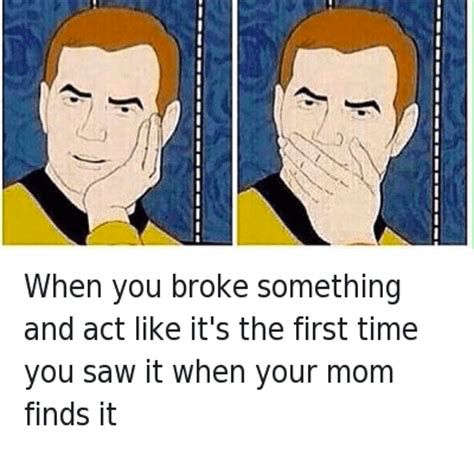 When you broke something
and act like it's the first time
you saw it when your mom
finds it